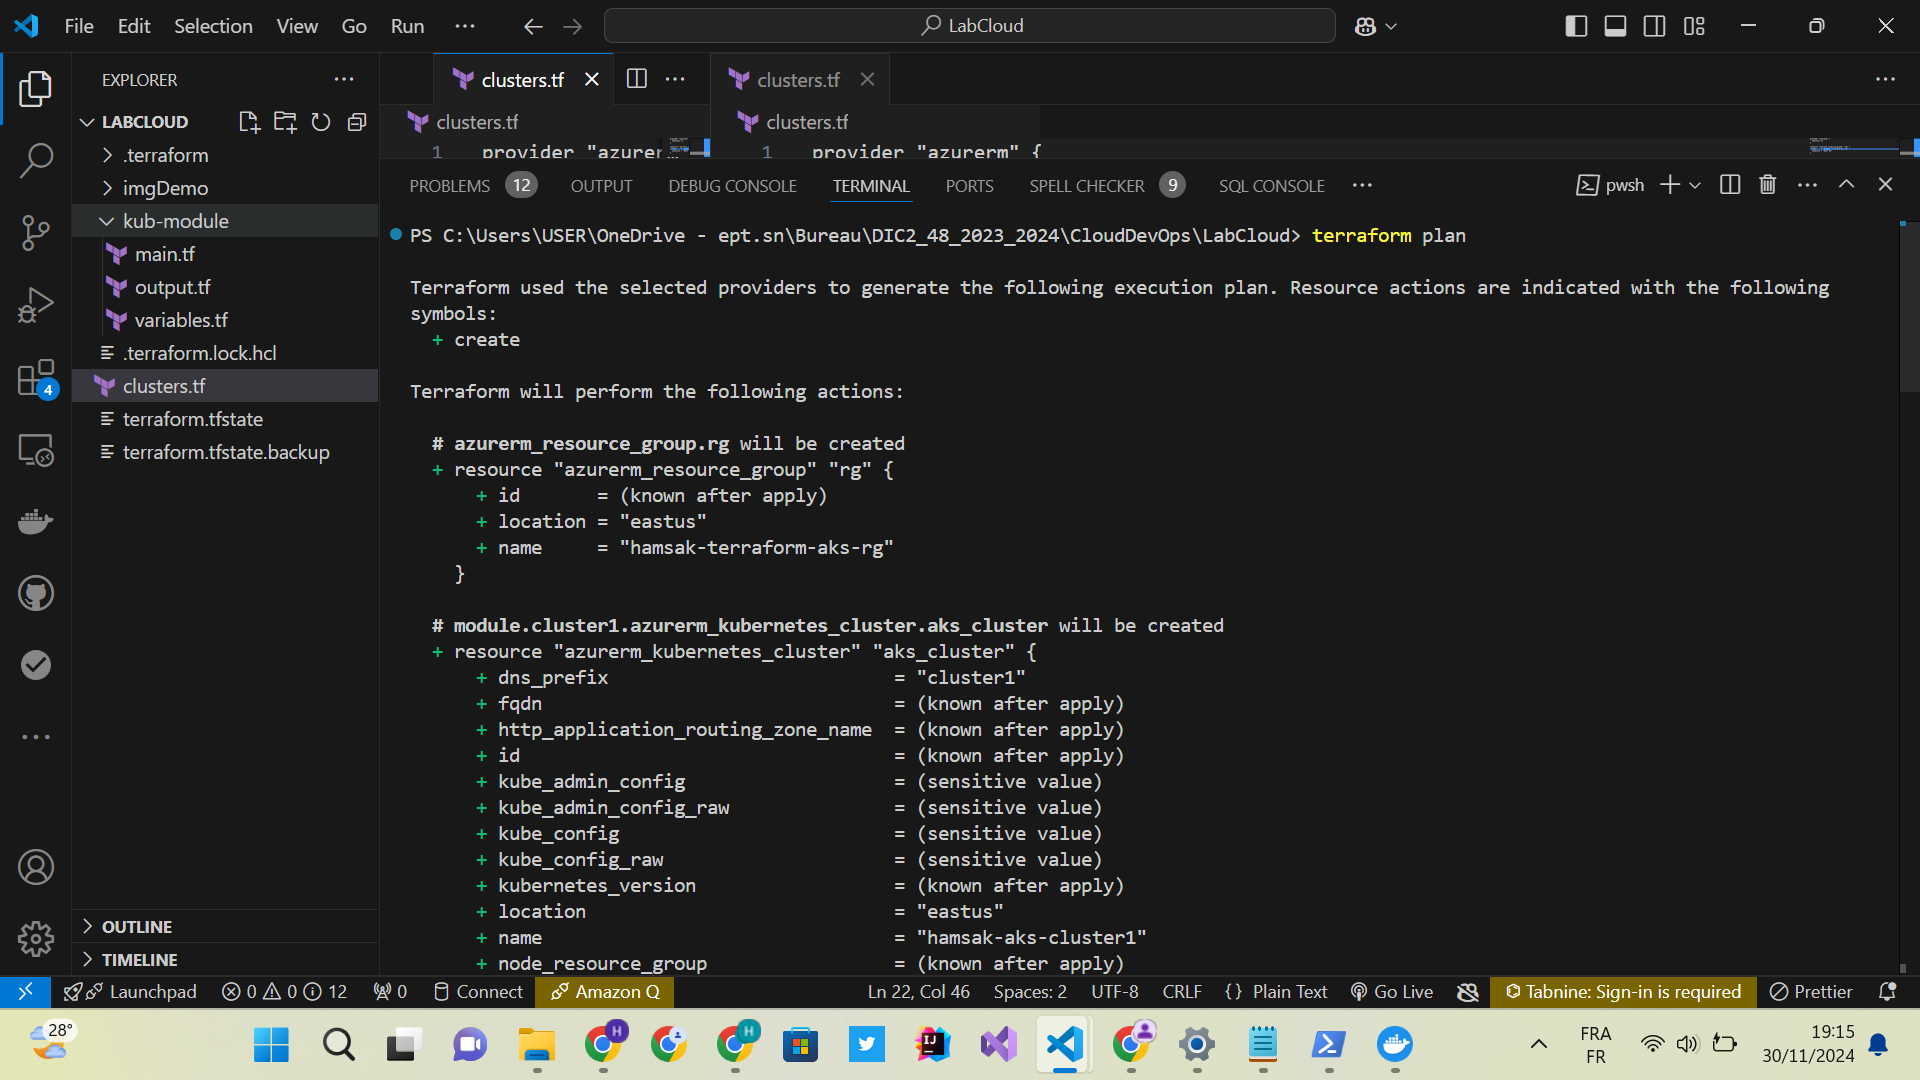 File Edit Selection View Go Run ··· LabCloud
EXPLORER ···
LABCLOUD
.terraform
imgDemo
kub-module
main.tf
output.tf
variables.tf
.terraform.lock.hcl
clusters.tf
terraform.tfstate
terraform.tfstate.backup
OUTLINE
TIMELINE
4
clusters.tf
clusters.tf
clusters.tf
clusters.tf
1 provider "azurerm"
1 provider "azurerm" {
PROBLEMS 12 OUTPUT DEBUG CONSOLE TERMINAL PORTS SPELL CHECKER 9 SQL CONSOLE ··· pwsh
PS C:\Users\USER\OneDrive - ept.sn\Bureau\DIC2_48_2023_2024\CloudDevOps\LabCloud> terraform plan
Terraform used the selected providers to generate the following execution plan. Resource actions are indicated with the following
symbols:
+ create
Terraform will perform the following actions:
# azurerm_resource_group.rg will be created
+ resource "azurerm_resource_group" "rg" {
+ id = (known after apply)
+ location = "eastus"
+ name = "hamsak-terraform-aks-rg"
}
# module.cluster1.azurerm_kubernetes_cluster.aks_cluster will be created
+ resource "azurerm_kubernetes_cluster" "aks_cluster" {
+ dns_prefix = "cluster1"
+ fqdn = (known after apply)
+ http_application_routing_zone_name = (known after apply)
+ id = (known after apply)
+ kube_admin_config = (sensitive value)
+ kube_admin_config_raw = (sensitive value)
+ kube_config = (sensitive value)
+ kube_config_raw = (sensitive value)
+ kubernetes_version = (known after apply)
+ location = "eastus"
+ name = "hamsak-aks-cluster1"
+ node_resource_group = (known after apply)
Launchpad 0 0 12 0 Connect Amazon Q Ln 22, Col 46 Spaces: 2 UTF-8 CRLF {} Plain Text Go Live Tabnine: Sign-in is required Prettier
28°
H
H
IJ
FRA
FR
19:15
30/11/2024